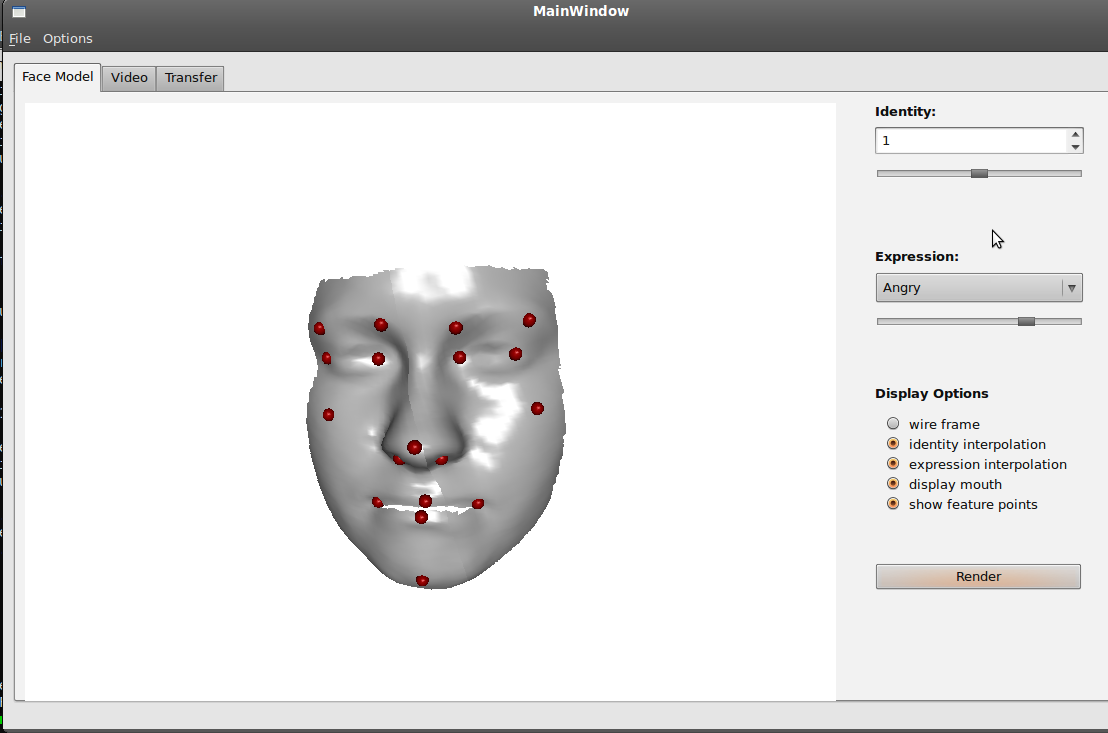 MainWindow
File Options
Face Model Video Transfer
Identity:
1
Expression:
Angry
Display Options
wire frame
identity interpolation
expression interpolation
display mouth
show feature points
Render